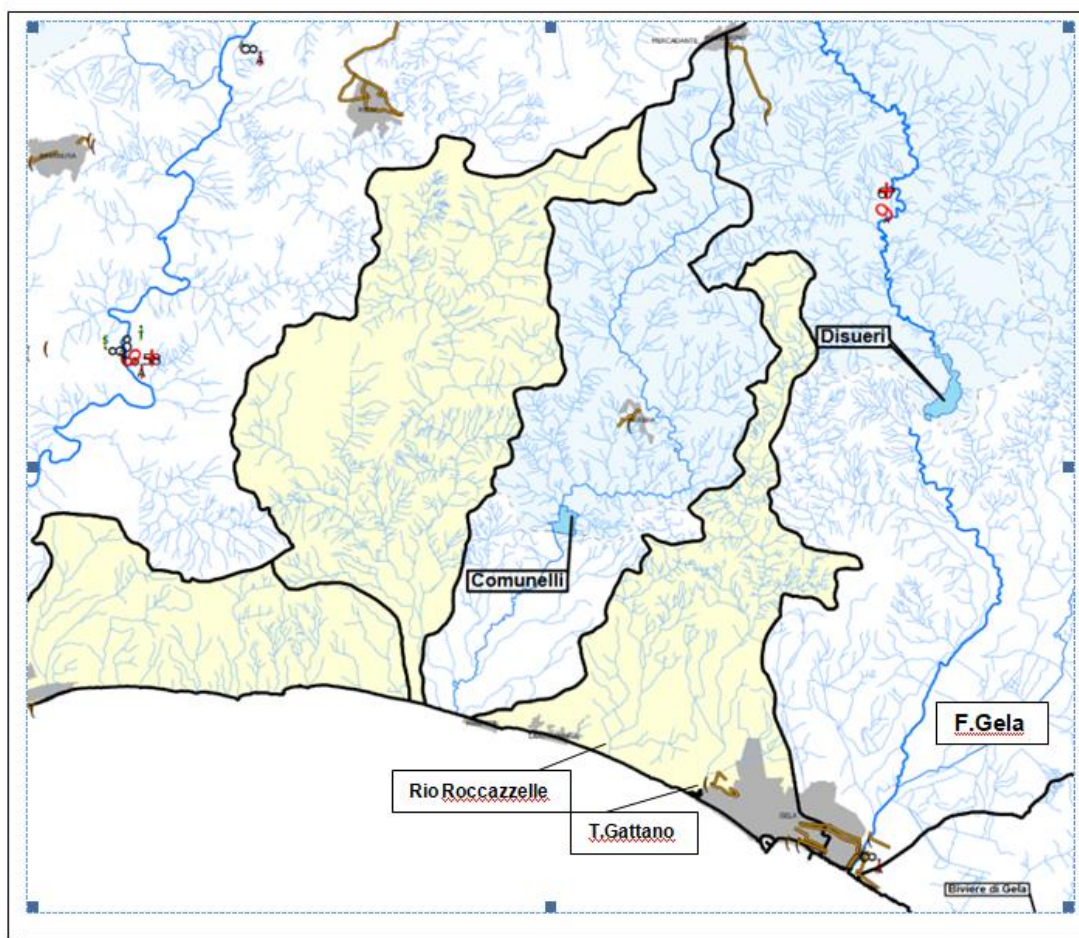 MERCADANTE
Disueri
Comunelli
F.Gela
Rio Roccazzelle
T.Gattano
GELA
Biviere di Gela